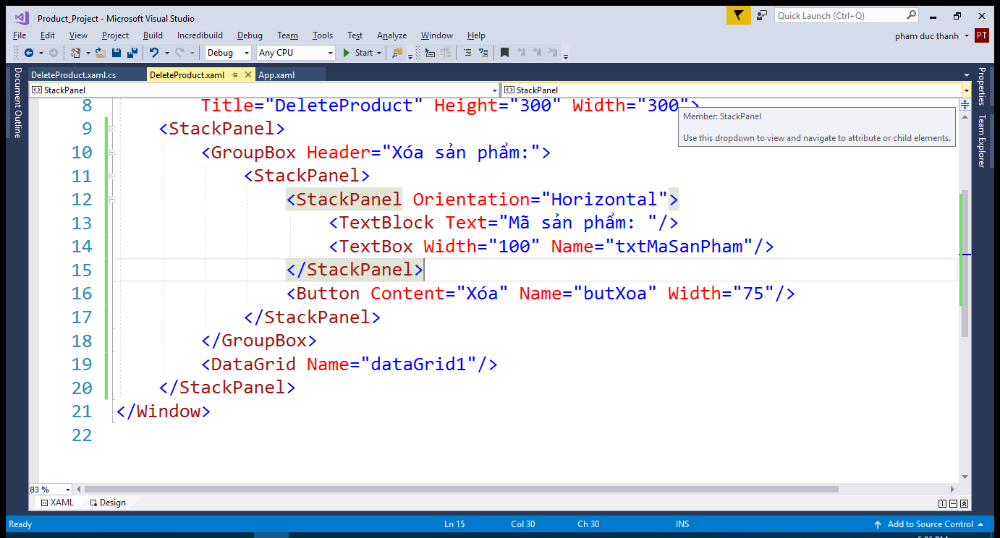 Product_Project - Microsoft Visual Studio
Quick Launch (Ctrl+Q)
File Edit View Project Build Incredibuild Debug Team Tools Test Analyze Window Help
pham duc thanh PT
Debug Any CPU Start
Document Outline
DeleteProduct.xaml.cs DeleteProduct.xaml App.xaml
Properties
Team Explorer
StackPanel StackPanel
8 Title="DeleteProduct" Height="300" Width="300">
Member: StackPanel
Use this dropdown to view and navigate to attribute or child elements.
9 <StackPanel>
10 <GroupBox Header="Xóa sản phẩm:">
11 <StackPanel>
12 <StackPanel Orientation="Horizontal">
13 <TextBlock Text="Mã sản phẩm: "/>
14 <TextBox Width="100" Name="txtMaSanPham"/>
15 </StackPanel>
16 <Button Content="Xóa" Name="butXoa" Width="75"/>
17 </StackPanel>
18 </GroupBox>
19 <DataGrid Name="dataGrid1"/>
20 </StackPanel>
21 </Window>
22
83 %
XAML Design
Ready Ln 15 Col 30 Ch 30 INS Add to Source Control